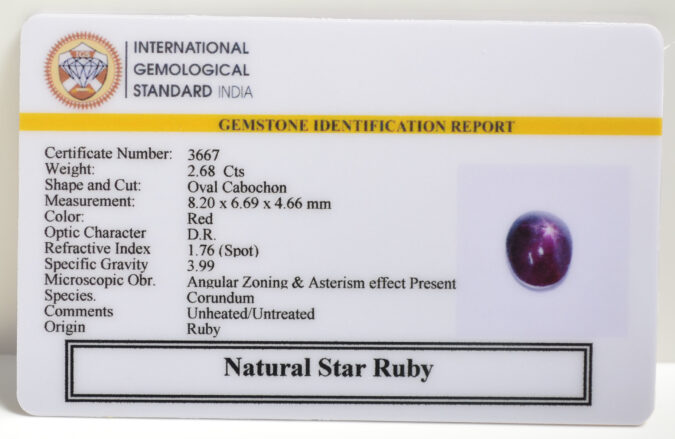 IGS
INTERNATIONAL
GEMOLOGICAL
STANDARD INDIA
GEMSTONE IDENTIFICATION REPORT
Certificate Number: 3667
Weight: 2.68 Cts
Shape and Cut: Oval Cabochon
Measurement: 8.20 x 6.69 x 4.66 mm
Color: Red
Optic Character D.R.
Refractive Index 1.76 (Spot)
Specific Gravity 3.99
Microscopic Obr. Angular Zoning & Asterism effect Present
Species. Corundum
Comments Unheated/Untreated
Origin Ruby
Natural Star Ruby